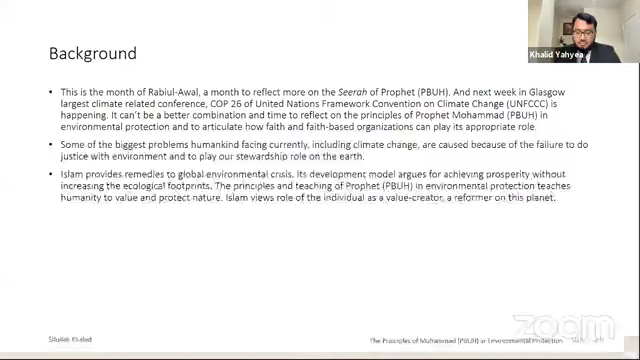 Khalid Yahyea
Background
• This is the month of Rabiul-Awal, a month to reflect more on the Seerah of Prophet (PBUH). And next week in Glasgow
largest climate related conference, COP 26 of United Nations Framework Convention on Climate Change (UNFCCC) is
happening. It can't be a better combination and time to reflect on the principles of Prophet Mohammad (PBUH) in
environmental protection and to articulate how faith and faith-based organizations can play its appropriate role.
• Some of the biggest problems humankind facing currently, including climate change, are caused because of the failure to do
justice with environment and to play our stewardship role on the earth.
• Islam provides remedies to global environmental crisis. Its development model argues for achieving prosperity without
increasing the ecological footprints. The principles and teaching of Prophet (PBUH) in environmental protection teaches
humanity to value and protect nature. Islam views role of the individual as a value-creator, a reformer on this planet.
zoom
Khalid
The Principles of Muhammad (PBUH) in Environmental Protection